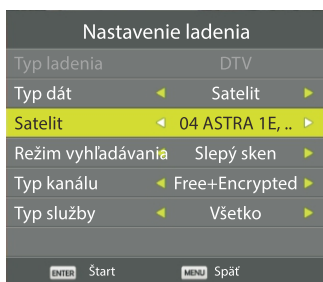 Nastavenie ladenia
Typ ladenia DTV
Typ dát Satelit
Satelit 04 ASTRA 1E, ..
Režim vyhľadávania Slepý sken
Typ kanálu Free+Encrypted
Typ služby Všetko
ENTER Štart MENU Späť